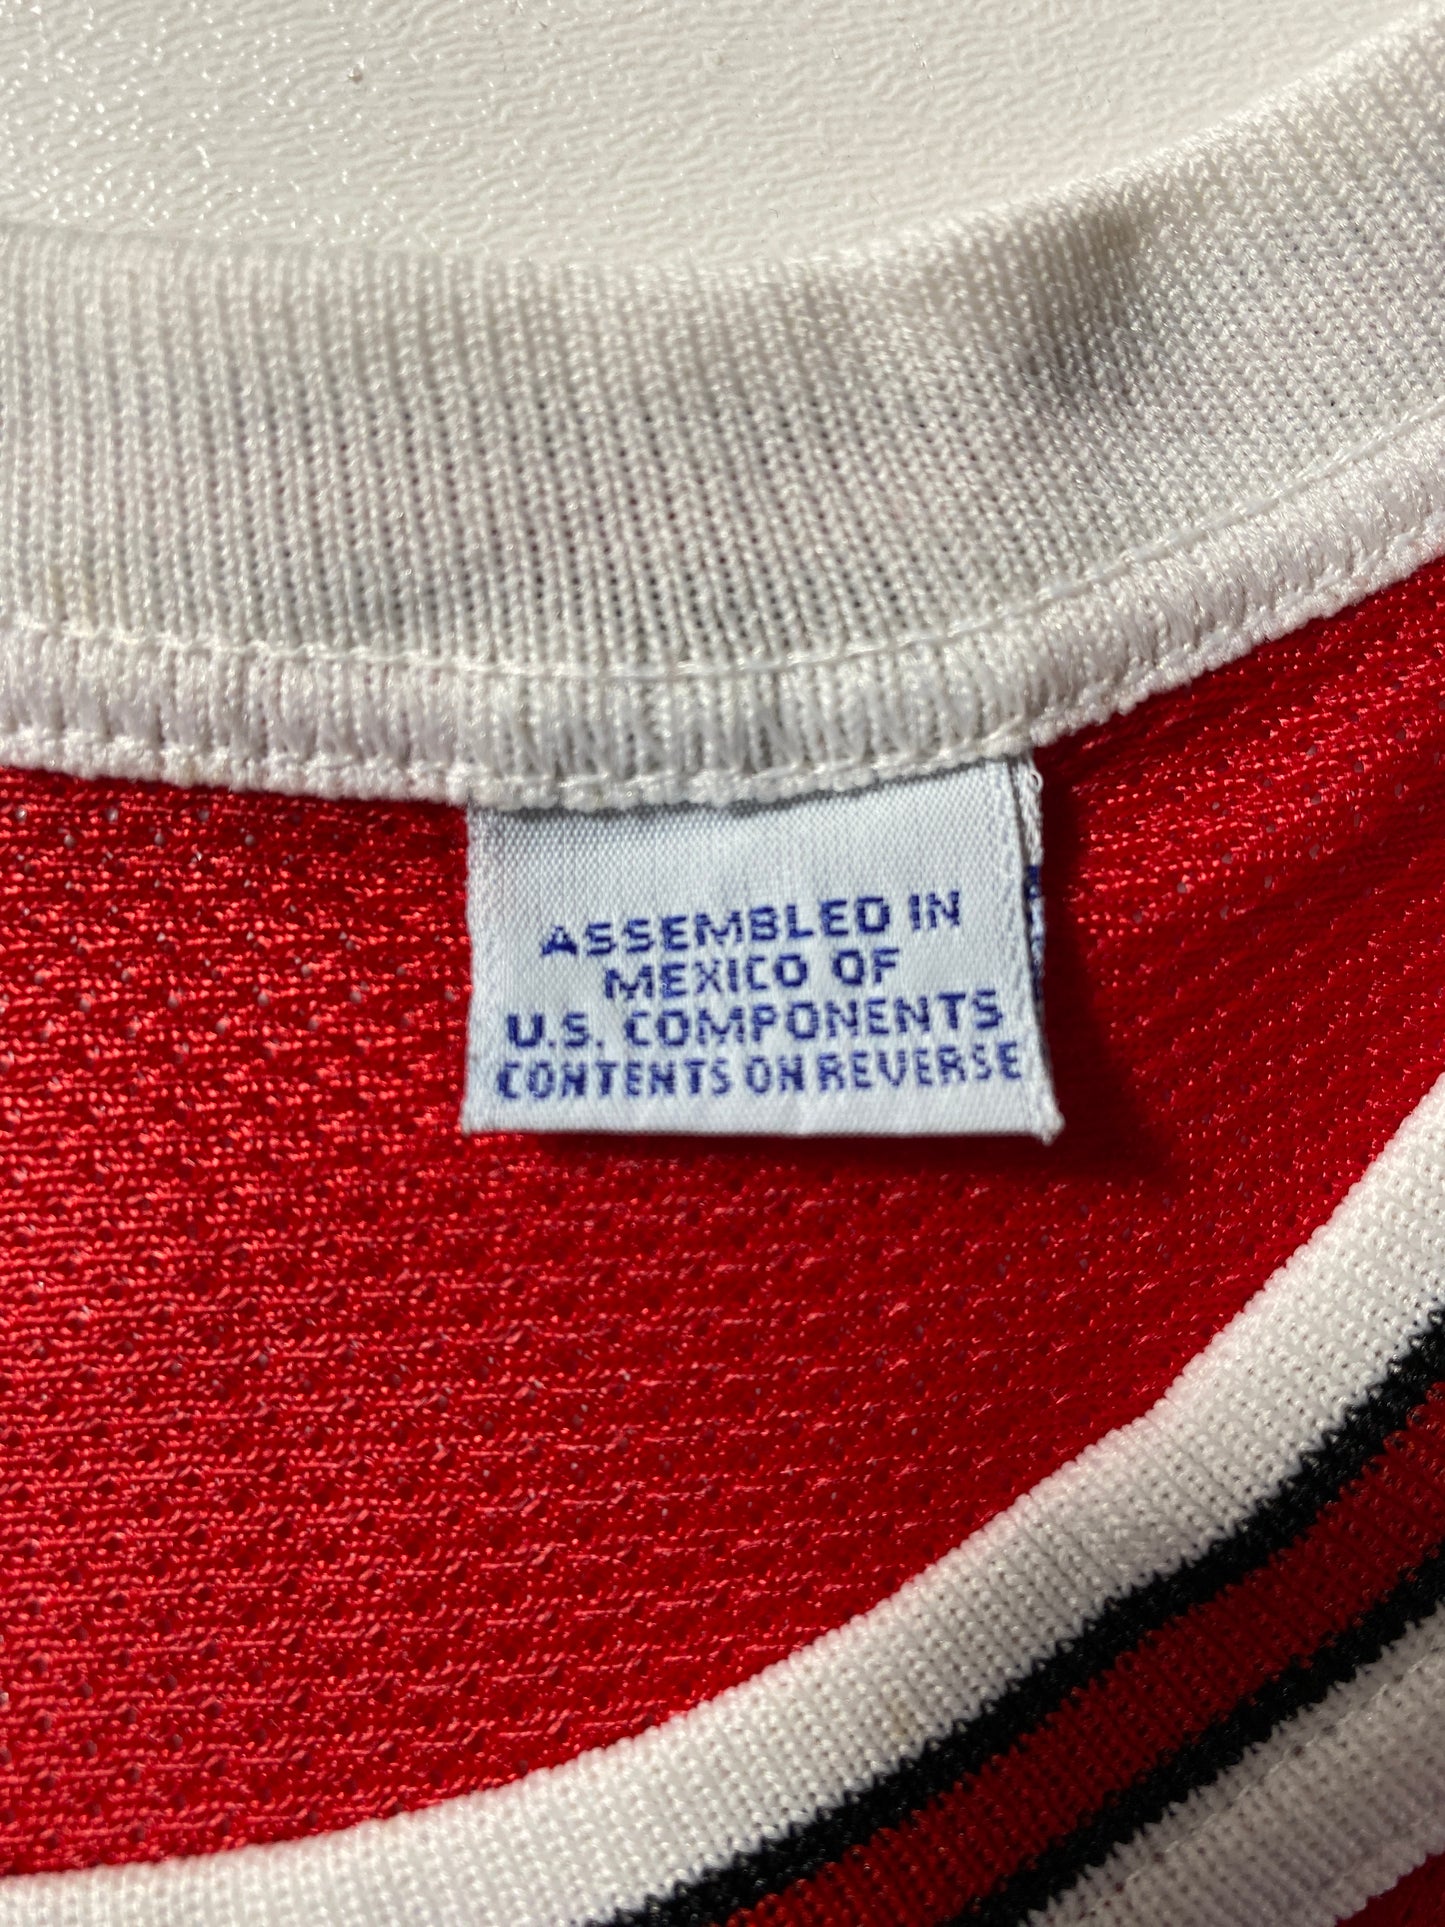 ASSEMBLED IN
MEXICO OF
U.S. COMPONENTS
CONTENTS ON REVERSE